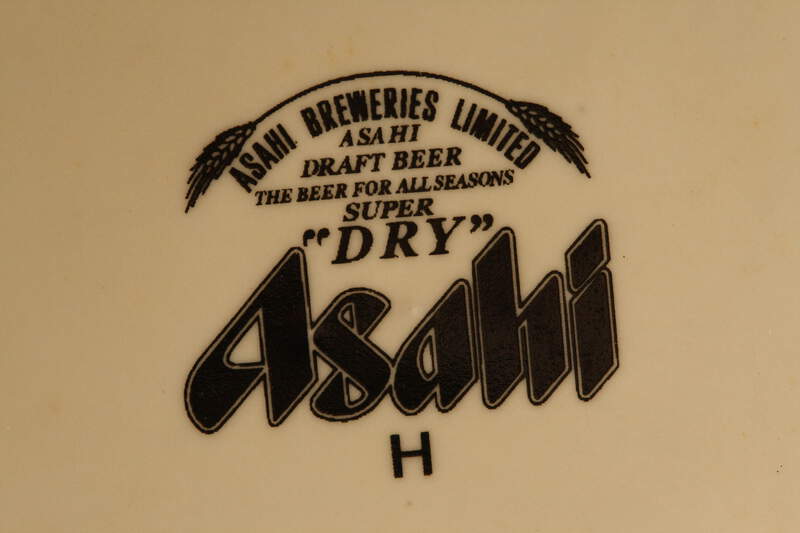 ASAHI BREWERIES LIMITED
ASAHI
DRAFT BEER
THE BEER FOR ALL SEASONS
SUPER
"DRY"
Asahi
H